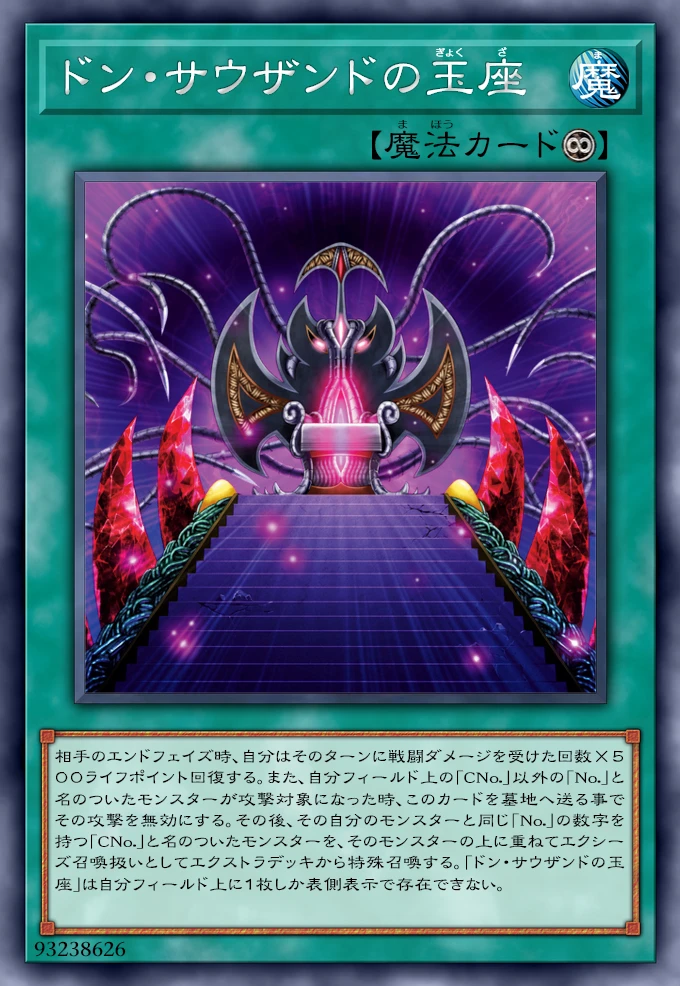 ドン・サウザンドの玉座
ぎょく ざ
魔
ま
【魔法カード】
ま ほう
相手のエンドフェイズ時、自分はそのターンに戦闘ダメージを受けた回数×５
００ライフポイント回復する。また、自分フィールド上の「CNo.」以外の「No.」と
名のついたモンスターが攻撃対象になった時、このカードを墓地へ送る事で
その攻撃を無効にする。その後、その自分のモンスターと同じ「No.」の数字を
持つ「CNo.」と名のついたモンスターを、そのモンスターの上に重ねてエクシー
ズ召喚扱いとしてエクストラデッキから特殊召喚する。「ドン・サウザンドの玉
座」は自分フィールド上に１枚しか表側表示で存在できない。
93238626